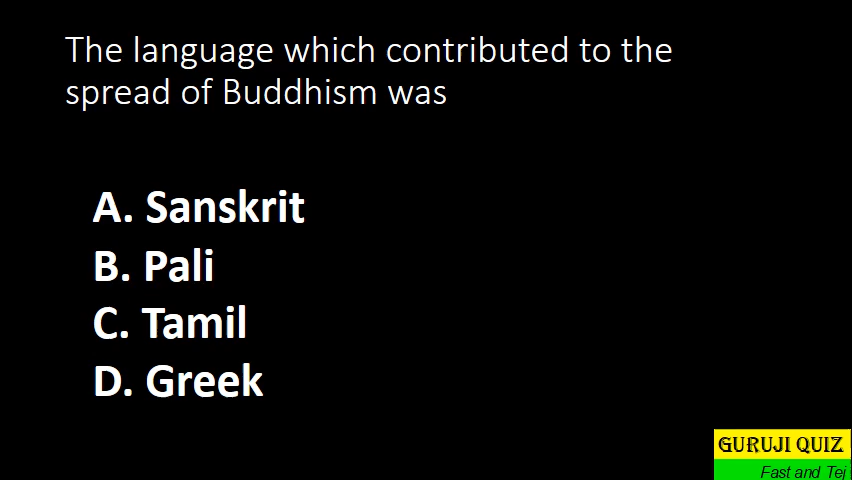 The language which contributed to the
spread of Buddhism was
A. Sanskrit
B. Pali
C. Tamil
D. Greek
GURUJI QUIZ
Fast and Tej